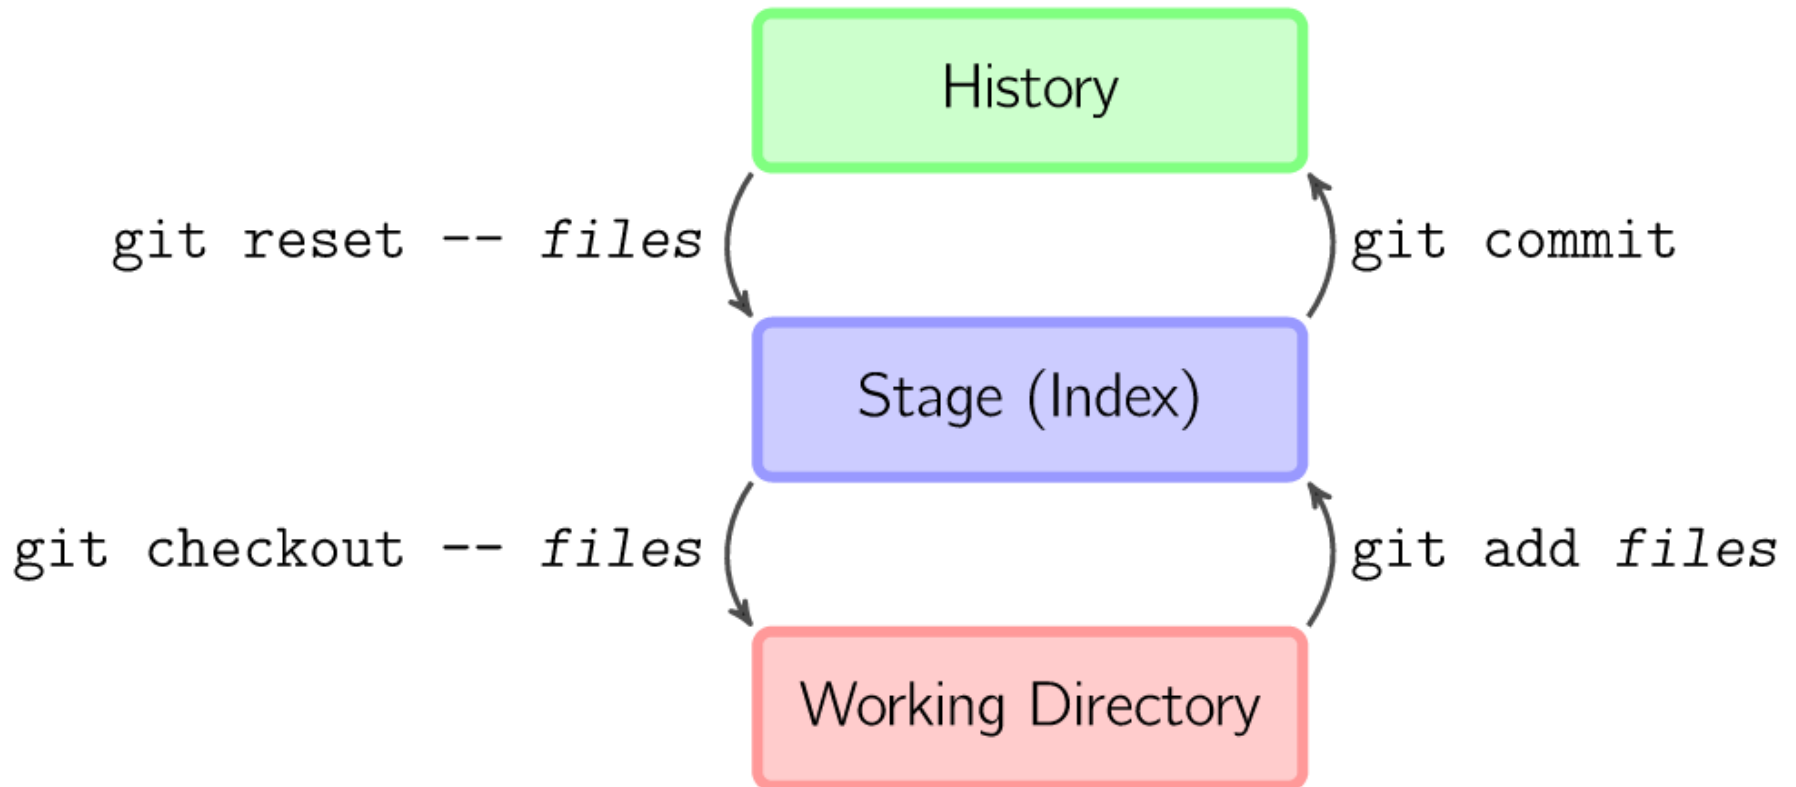 History
git reset -- files
git commit
Stage (Index)
git checkout -- files
git add files
Working Directory